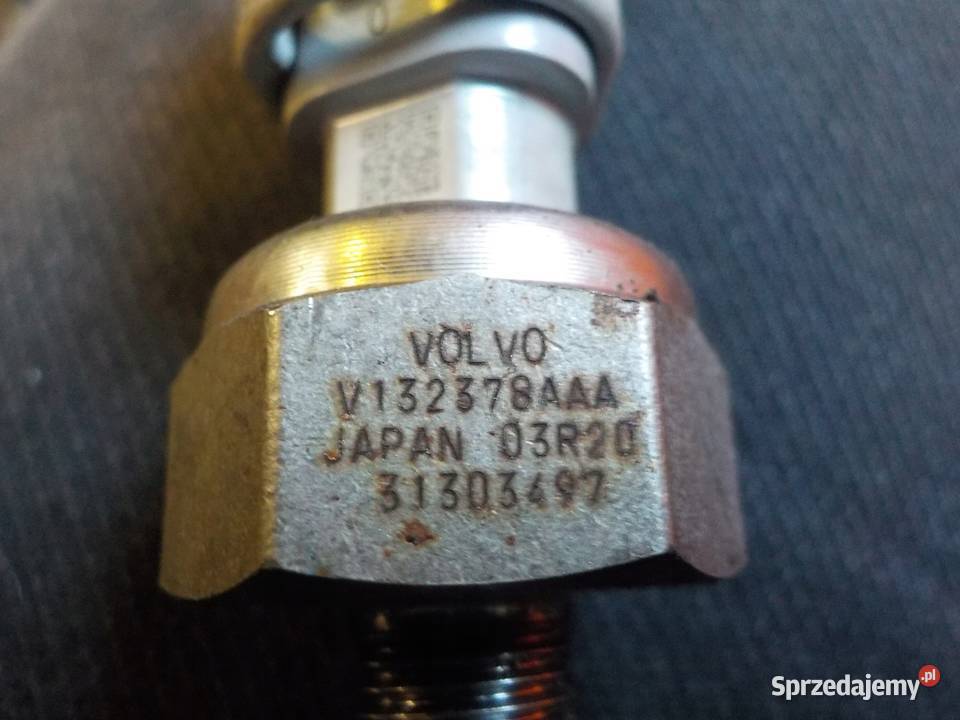 VOLVO
V132378AAA
JAPAN 03R20
31303497
Sprzedajemy.pl